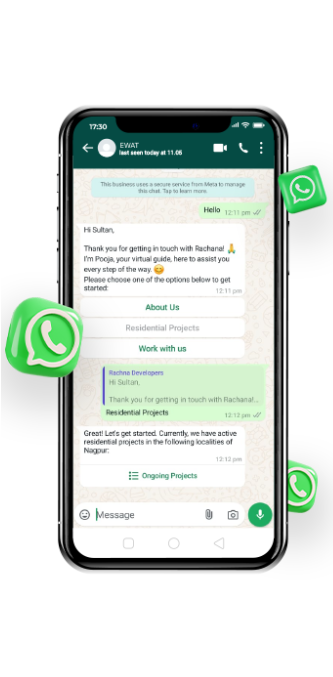 17:30
EWAT
last seen today at 11.05
This business uses a secure service from Meta to manage
this chat. Tap to learn more.
Hello 12:11 pm
Hi Sultan,
Thank you for getting in touch with Rachana! 🙏
I'm Pooja, your virtual guide, here to assist you
every step of the way. 😊
Please choose one of the options below to get
started:
12:11 pm
About Us
Residential Projects
Work with us
Rachna Developers
Hi Sultan,
Thank you for getting in touch with Rachana!...
Residential Projects 12:12 pm
Great! Let's get started. Currently, we have active
residential projects in the following localities of
Nagpur:
12:12 pm
Ongoing Projects
Message